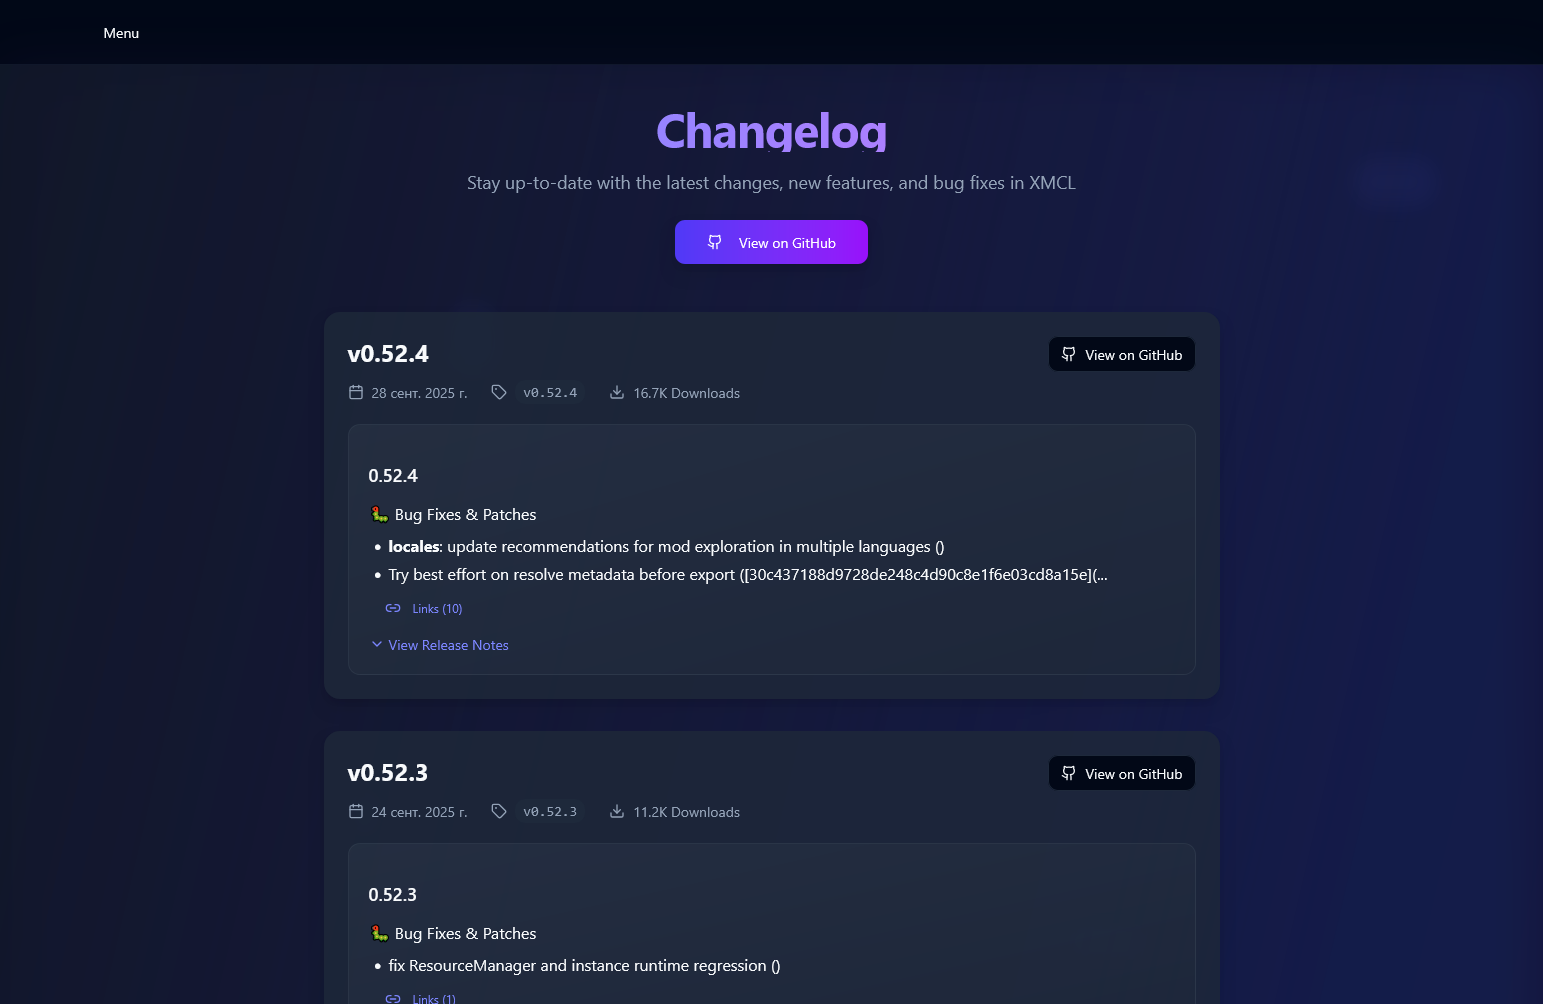 Menu
Changelog
Stay up-to-date with the latest changes, new features, and bug fixes in XMCL
View on GitHub
v0.52.4
View on GitHub
28 сент. 2025 г.
v0.52.4
16.7K Downloads
0.52.4
🐛 Bug Fixes & Patches
• locales: update recommendations for mod exploration in multiple languages ()
• Try best effort on resolve metadata before export ([30c437188d9728de248c4d90c8e1f6e03cd8a15e](...
Links (10)
View Release Notes
v0.52.3
View on GitHub
24 сент. 2025 г.
v0.52.3
11.2K Downloads
0.52.3
🐛 Bug Fixes & Patches
• fix ResourceManager and instance runtime regression ()
Links (1)